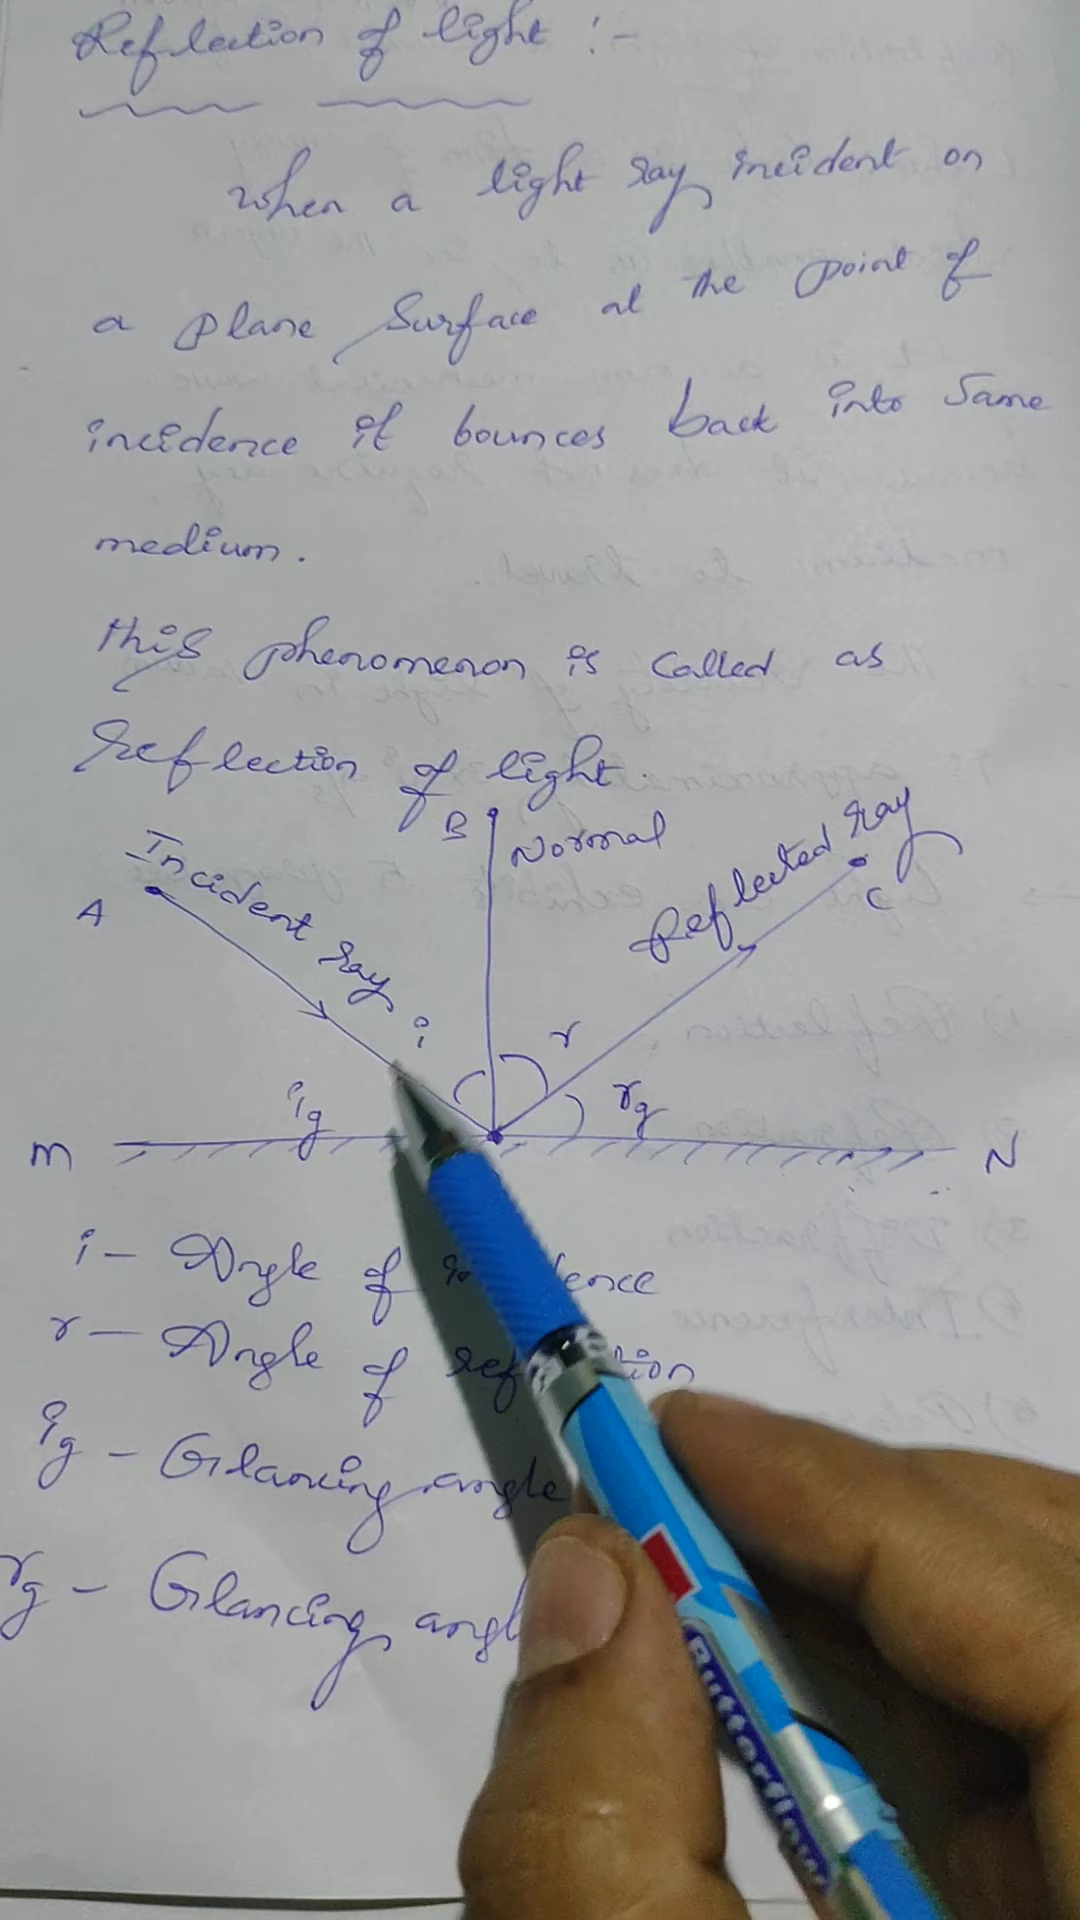 Reflection of light :-
when a light ray incident on
a plane surface at the point of
incidence it bounces back into same
medium.
this phenomenon is called as
reflection of light.
B Normal
Incident ray
Reflected ray
A
C
i
r
ig
rg
M
N
i - Angle of
r - Angle of
ig - Glancing angle
rg - Glancing
Butterflow